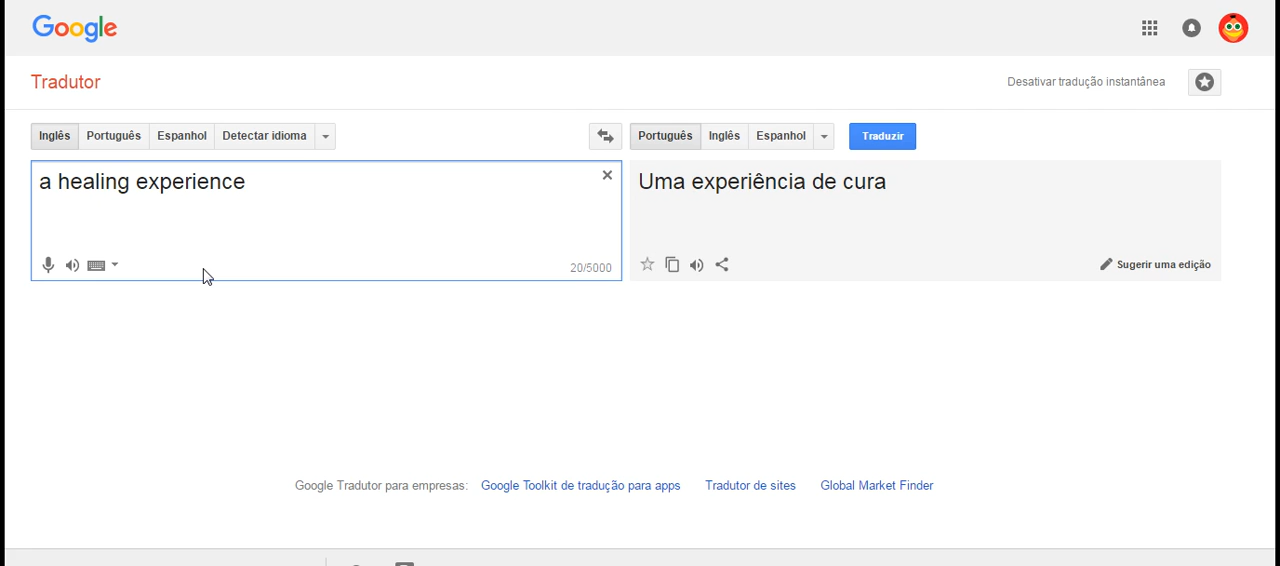 Google
Tradutor
Desativar tradução instantânea
Inglês Português Espanhol Detectar idioma
Português Inglês Espanhol Traduzir
a healing experience
20/5000
Uma experiência de cura
Sugerir uma edição
Google Tradutor para empresas: Google Toolkit de tradução para apps Tradutor de sites Global Market Finder